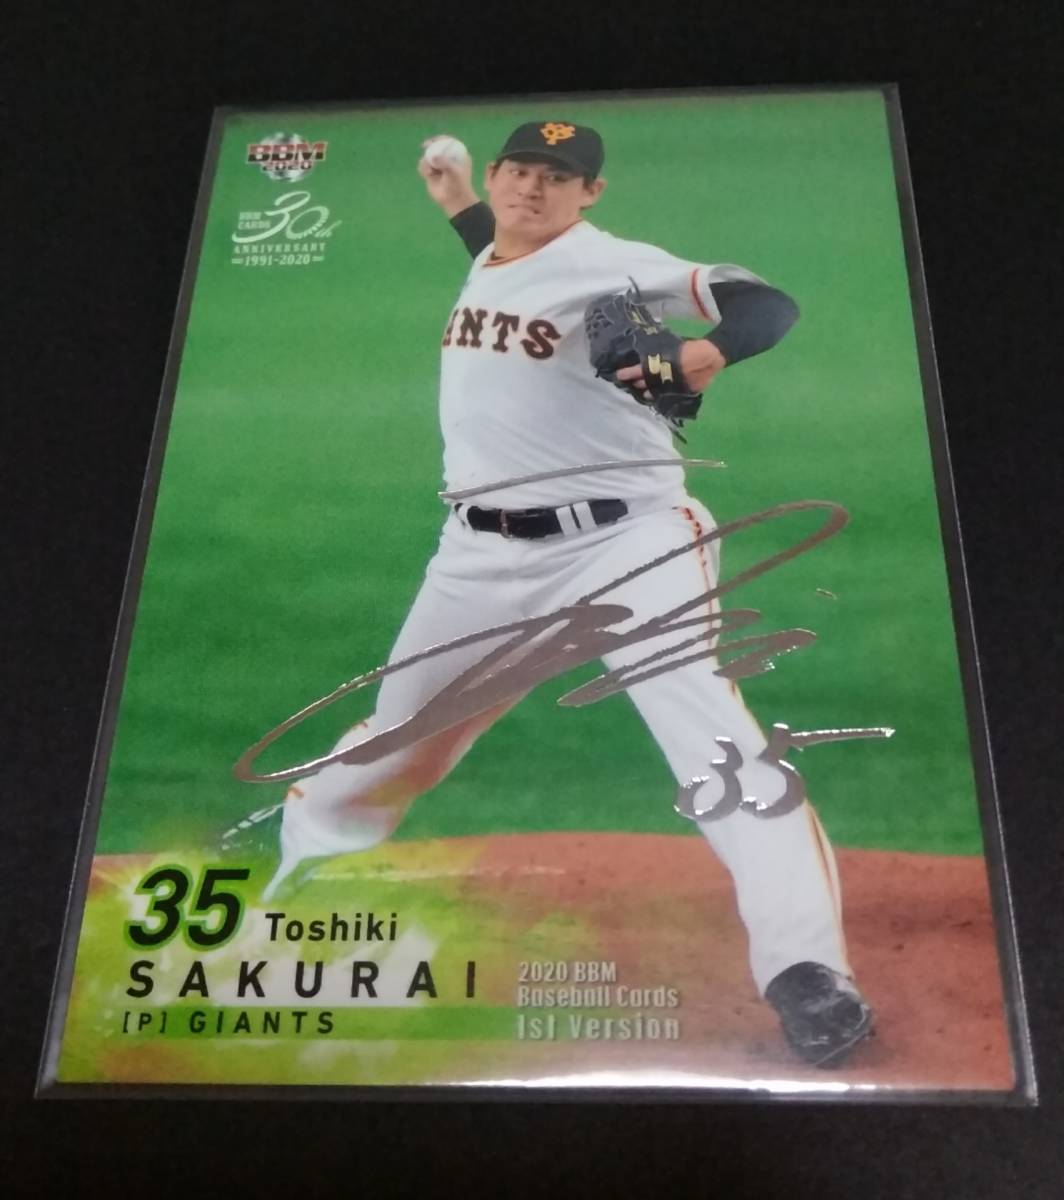 BBM
2020
BBM
CARDS 30th
ANNIVERSARY
1991-2020
ANTS
35
35 Toshiki
SAKURAI
[P] GIANTS
2020 BBM
Baseball Cards
1st Version